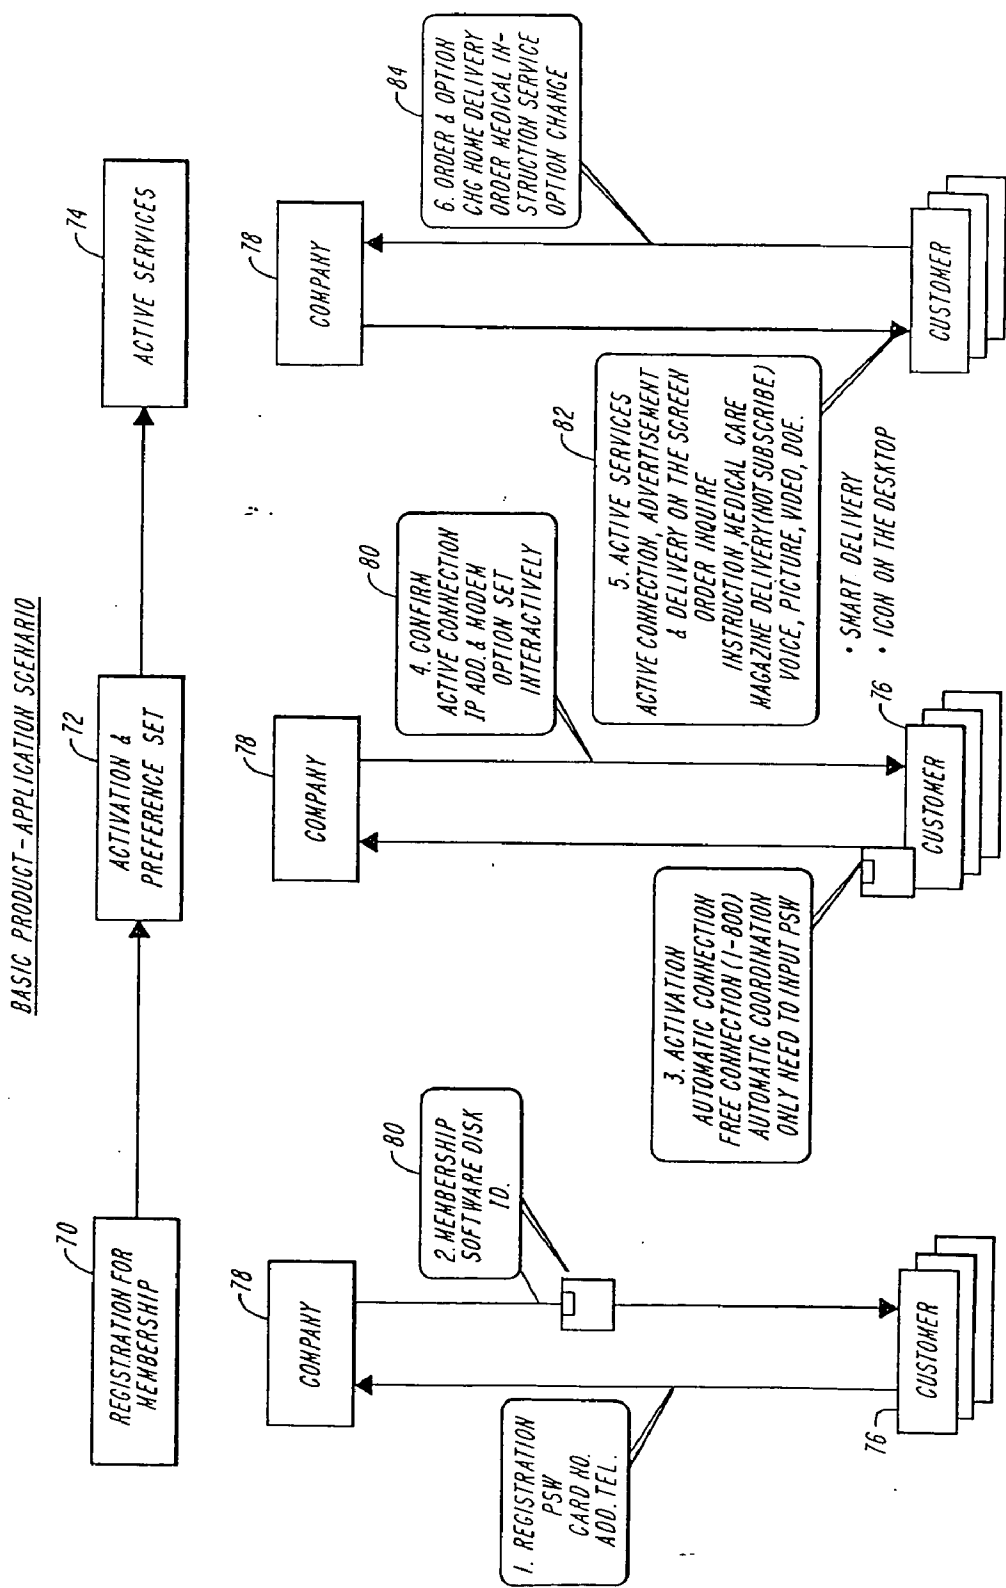 BASIC PRODUCT-APPLICATION SCENARIO
70
REGISTRATION FOR
MEMBERSHIP
72
ACTIVATION &
PREFERENCE SET
74
ACTIVE SERVICES
78
COMPANY
1. REGISTRATION
PSW
CARD NO.
ADD. TEL.
80
2. MEMBERSHIP
SOFTWARE DISK
ID.
76
CUSTOMER
78
COMPANY
3. ACTIVATION
AUTOMATIC CONNECTION
FREE CONNECTION (1-800)
AUTOMATIC COORDINATION
ONLY NEED TO INPUT PSW
80
4. CONFIRM
ACTIVE CONNECTION
IP ADD. & MODEM
OPTION SET
INTERACTIVELY
76
CUSTOMER
78
COMPANY
82
5. ACTIVE SERVICES
ACTIVE CONNECTION, ADVERTISEMENT
& DELIVERY ON THE SCREEN
ORDER INQUIRE
INSTRUCTION, MEDICAL CARE
MAGAZINE DELIVERY (NOT SUBSCRIBE)
VOICE, PICTURE, VIDEO, DOE.
• SMART DELIVERY
• ICON ON THE DESKTOP
84
6. ORDER & OPTION
CHG HOME DELIVERY
ORDER MEDICAL IN-
STRUCTION SERVICE
OPTION CHANGE
CUSTOMER